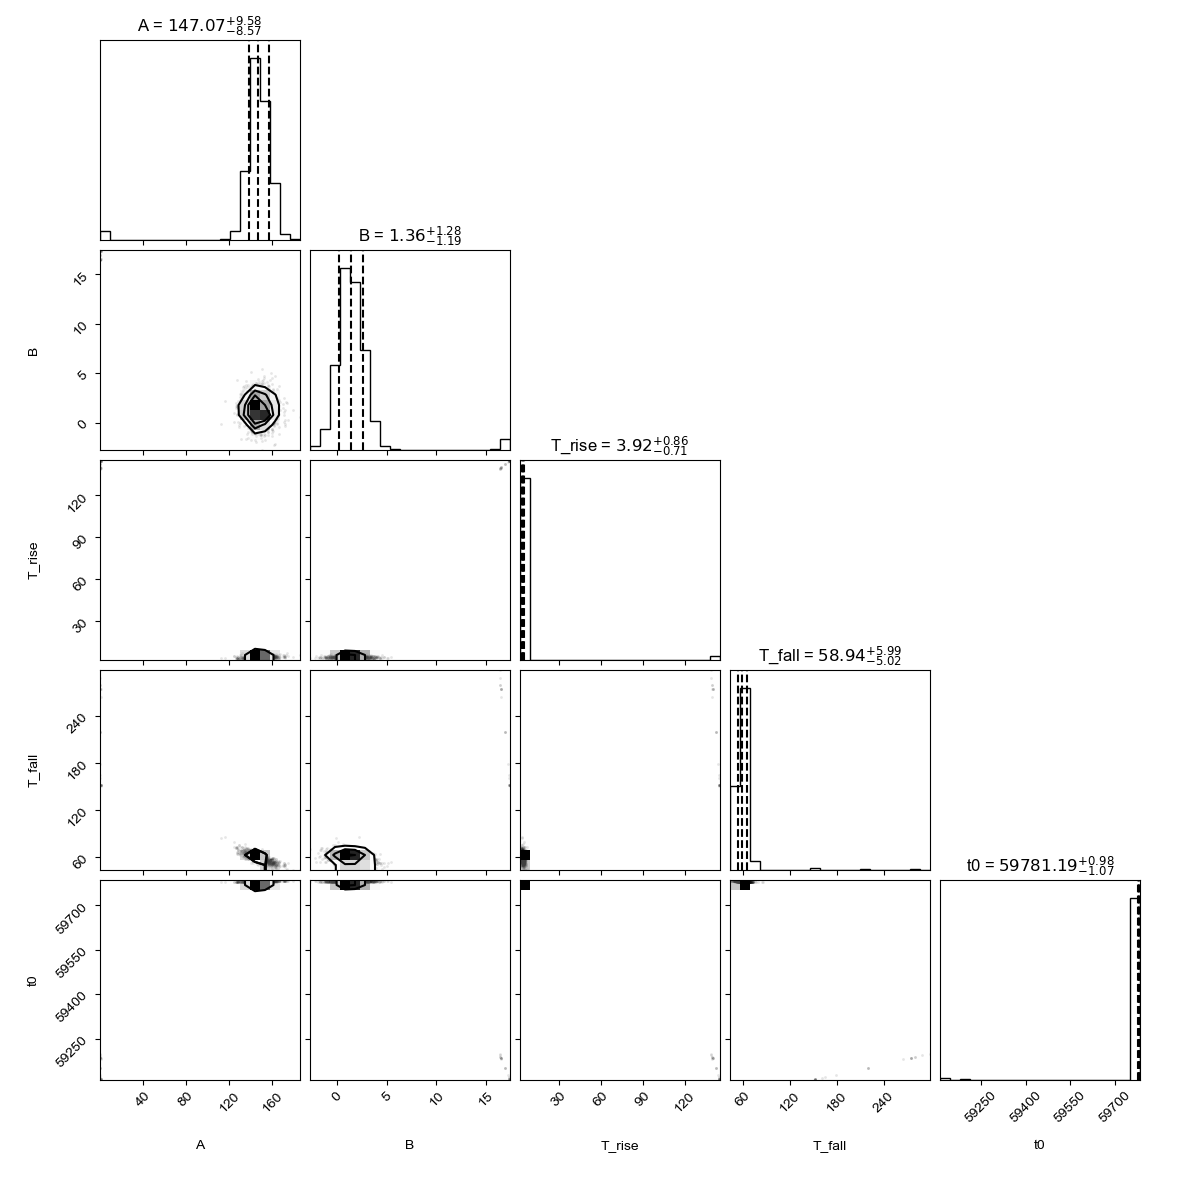 A = 147.07 +9.58 −8.57
B = 1.36 +1.28 −1.19
15
10
5
0
B
T_rise = 3.92 +0.86 −0.71
120
90
60
30
T_rise
T_fall = 58.94 +5.99 −5.02
240
180
120
60
T_fall
t0 = 59781.19 +0.98 −1.07
59700
59550
59400
59250
t0
40 80 120 160
0 5 10 15
30 60 90 120
60 120 180 240
59250 59400 59550 59700
A B T_rise T_fall t0